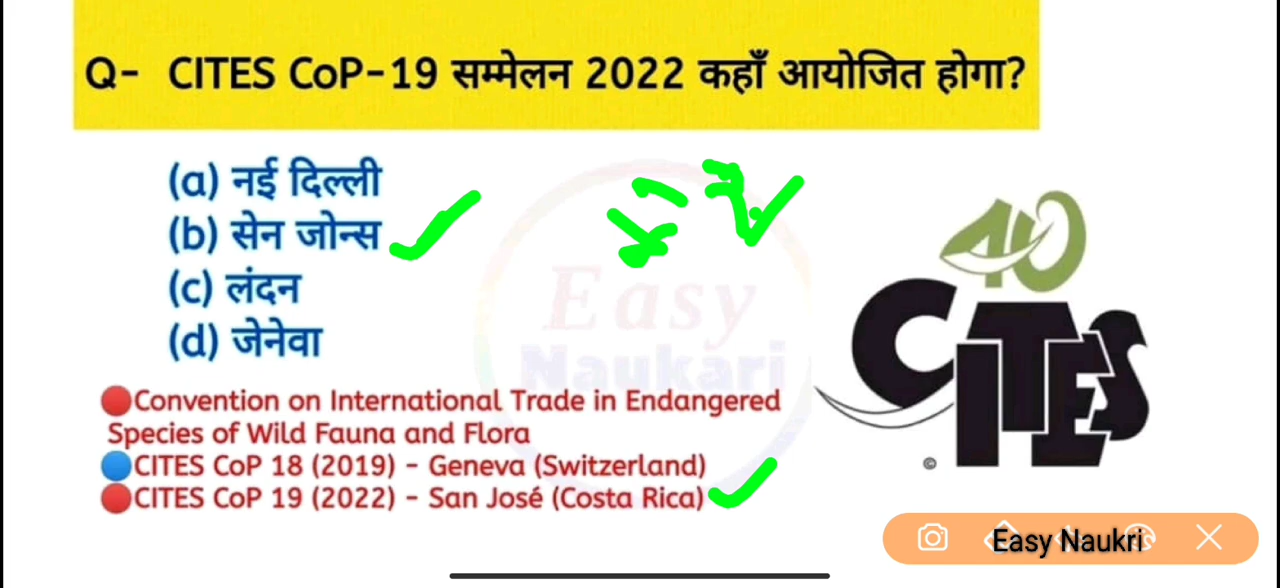 Q- CITES CoP-19 सम्मेलन 2022 कहाँ आयोजित होगा?
(a) नई दिल्ली
(b) सेन जोन्स
(c) लंदन
(d) जेनेवा
Easy
Naukari
40
CITES
©
Convention on International Trade in Endangered
Species of Wild Fauna and Flora
CITES CoP 18 (2019) - Geneva (Switzerland)
CITES CoP 19 (2022) - San José (Costa Rica)
Easy Naukri